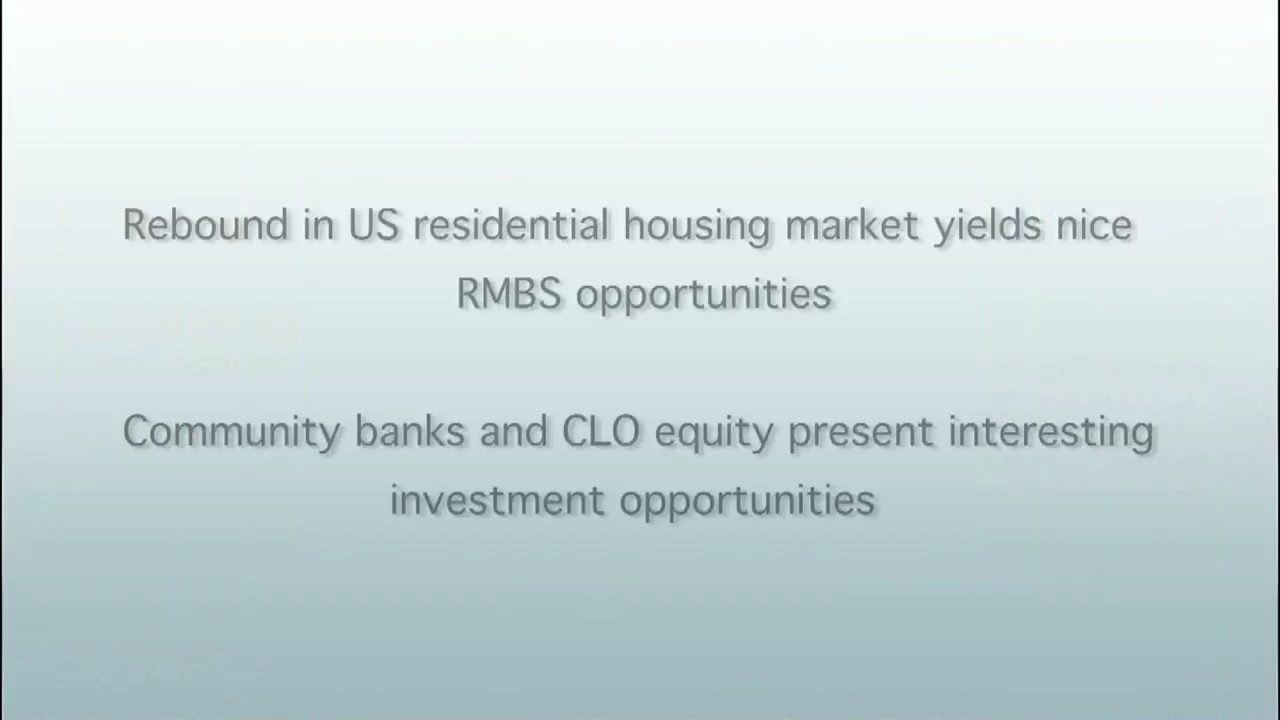 Rebound in US residential housing market yields nice
RMBS opportunities
Community banks and CLO equity present interesting
investment opportunities